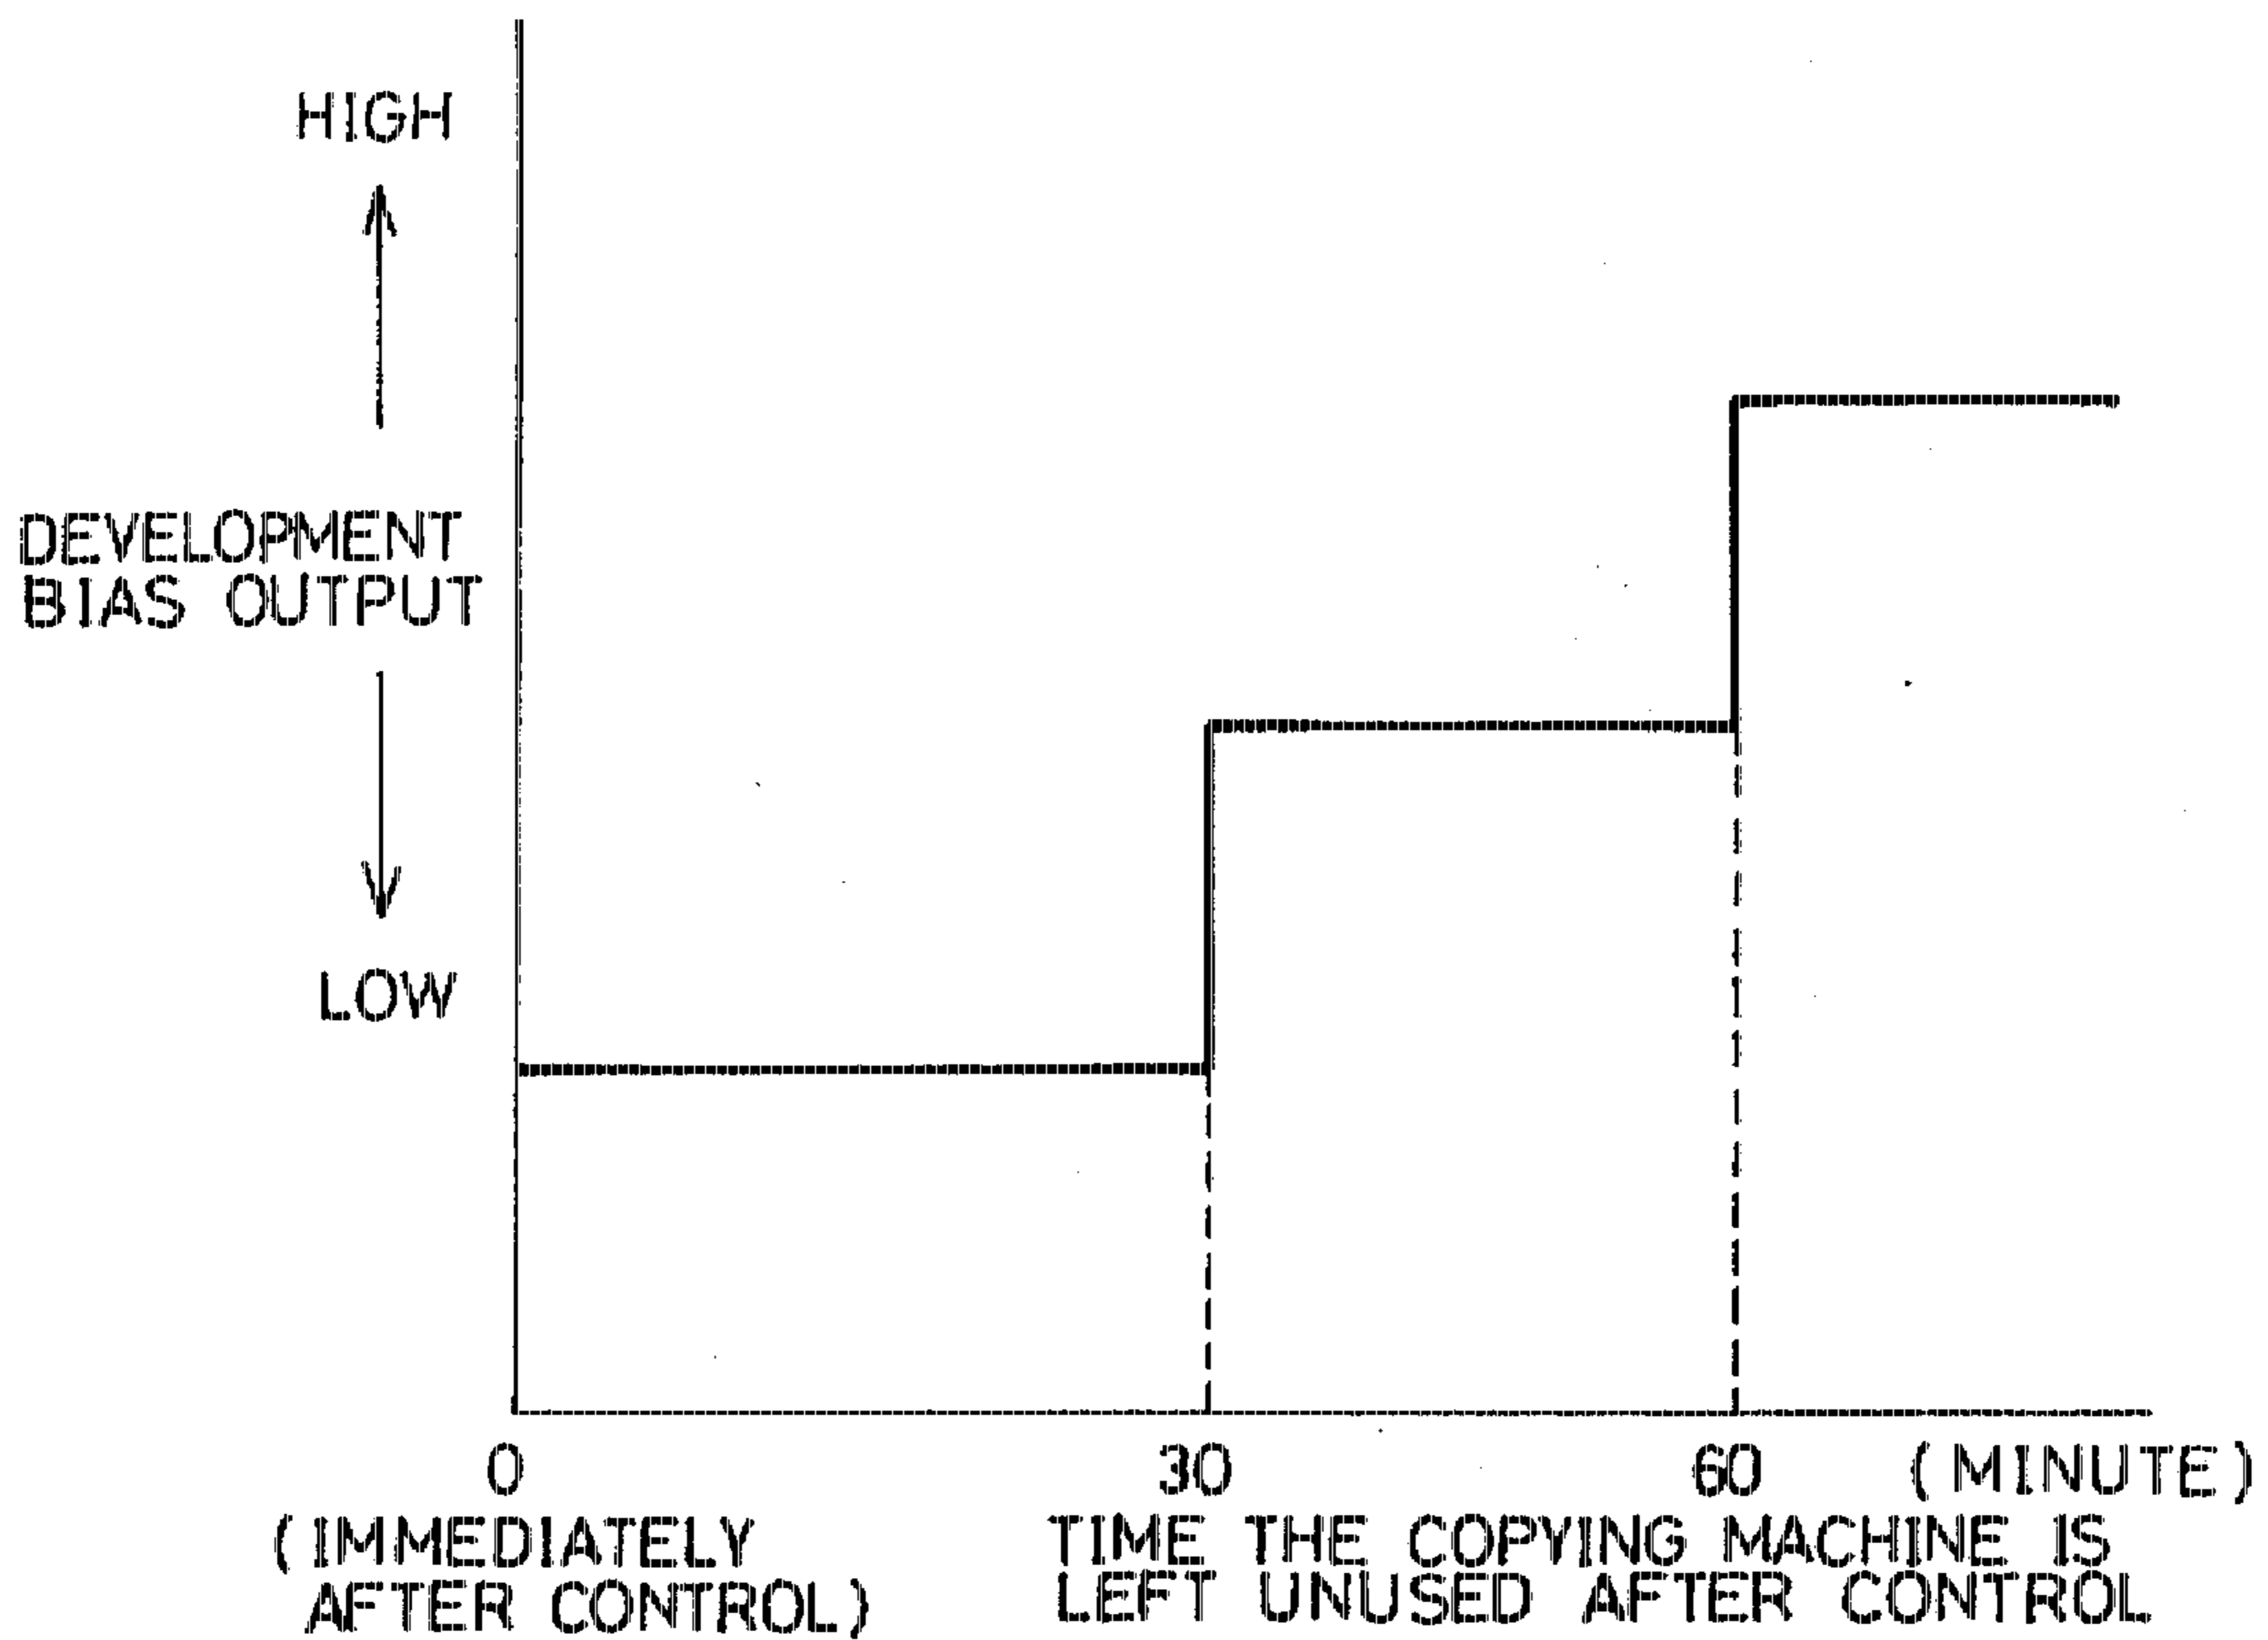 HIGH
DEVELOPMENT
BIAS OUTPUT
LOW
0
30
60
(MINUTE)
(IMMEDIATELY
AFTER CONTROL)
TIME THE COPYING MACHINE IS
LEFT UNUSED AFTER CONTROL